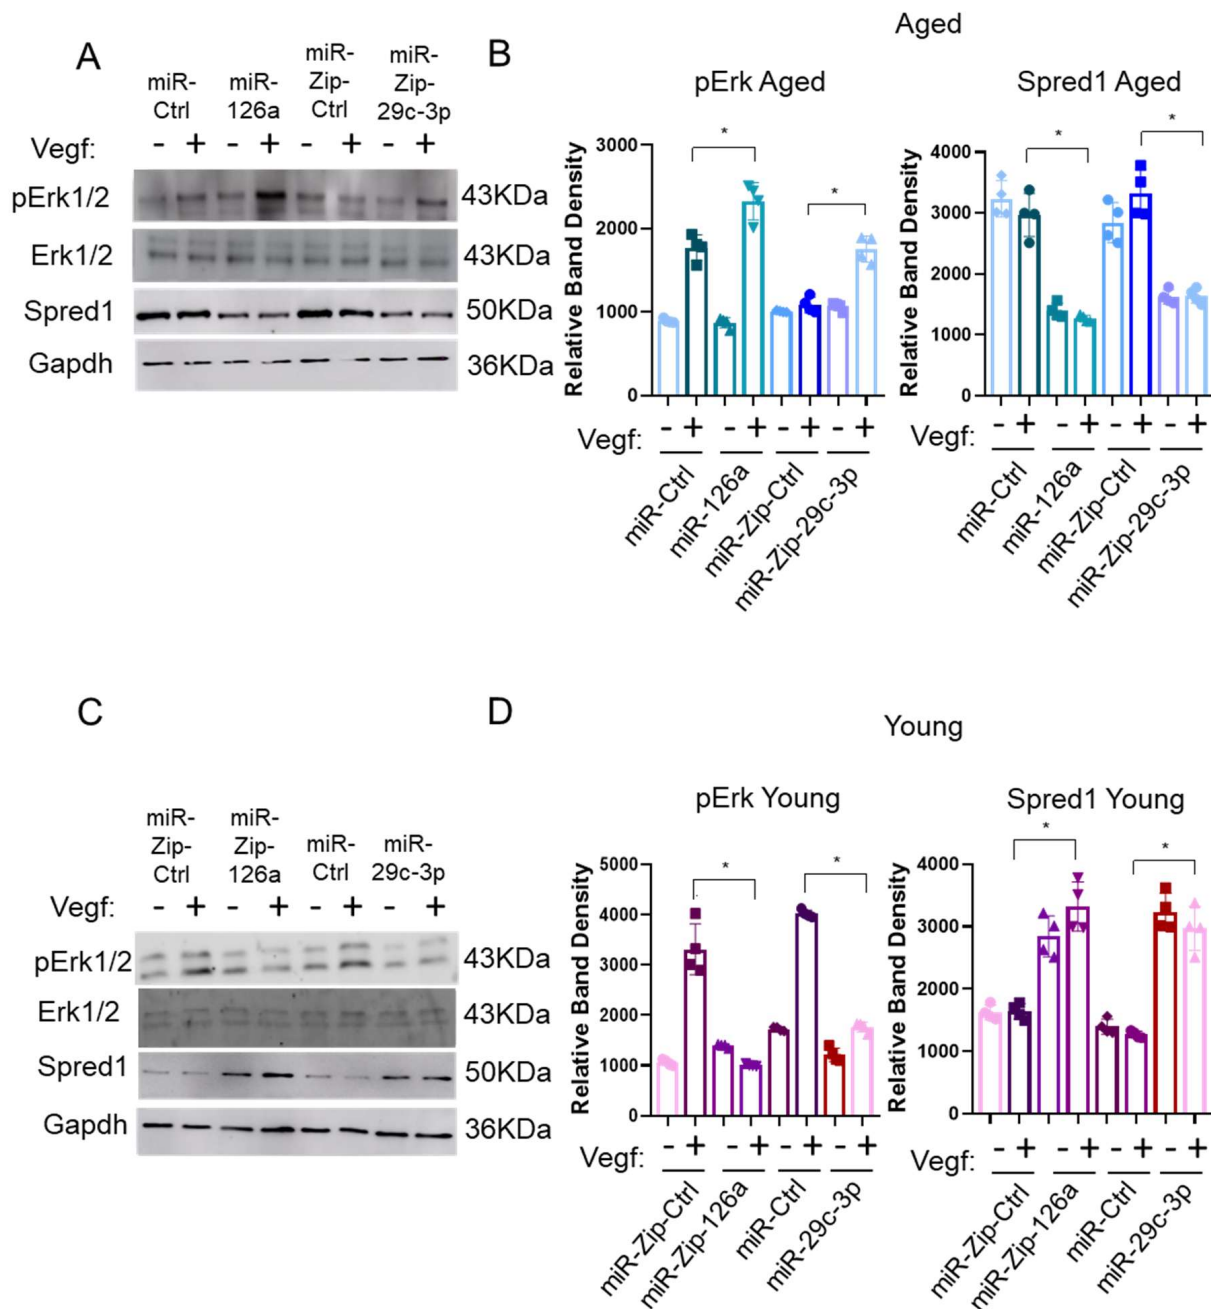 Aged
A
miR-
Ctrl
miR-
126a
miR-
Zip-
Ctrl
miR-
Zip-
29c-3p
Vegf: - + - + - + - +
pErk1/2 43KDa
Erk1/2 43KDa
Spred1 50KDa
Gapdh 36KDa
B
pErk Aged
Relative Band Density
3000
2000
1000
0
*
*
Vegf: - + - + - + - +
miR-Ctrl
miR-126a
miR-Zip-Ctrl
miR-Zip-29c-3p
Spred1 Aged
Relative Band Density
4000
3000
2000
1000
0
*
*
Vegf: - + - + - + - +
miR-Ctrl
miR-126a
miR-Zip-Ctrl
miR-Zip-29c-3p
C
miR-
Zip-
Ctrl
miR-
Zip-
126a
miR-
Ctrl
miR-
29c-3p
Vegf: - + - + - + - +
pErk1/2 43KDa
Erk1/2 43KDa
Spred1 50KDa
Gapdh 36KDa
D
Young
pErk Young
Relative Band Density
5000
4000
3000
2000
1000
0
*
*
Vegf: - + - + - + - +
miR-Zip-Ctrl
miR-Zip-126a
miR-Ctrl
miR-29c-3p
Spred1 Young
Relative Band Density
4000
3000
2000
1000
0
*
*
Vegf: - + - + - + - +
miR-Zip-Ctrl
miR-Zip-126a
miR-Ctrl
miR-29c-3p